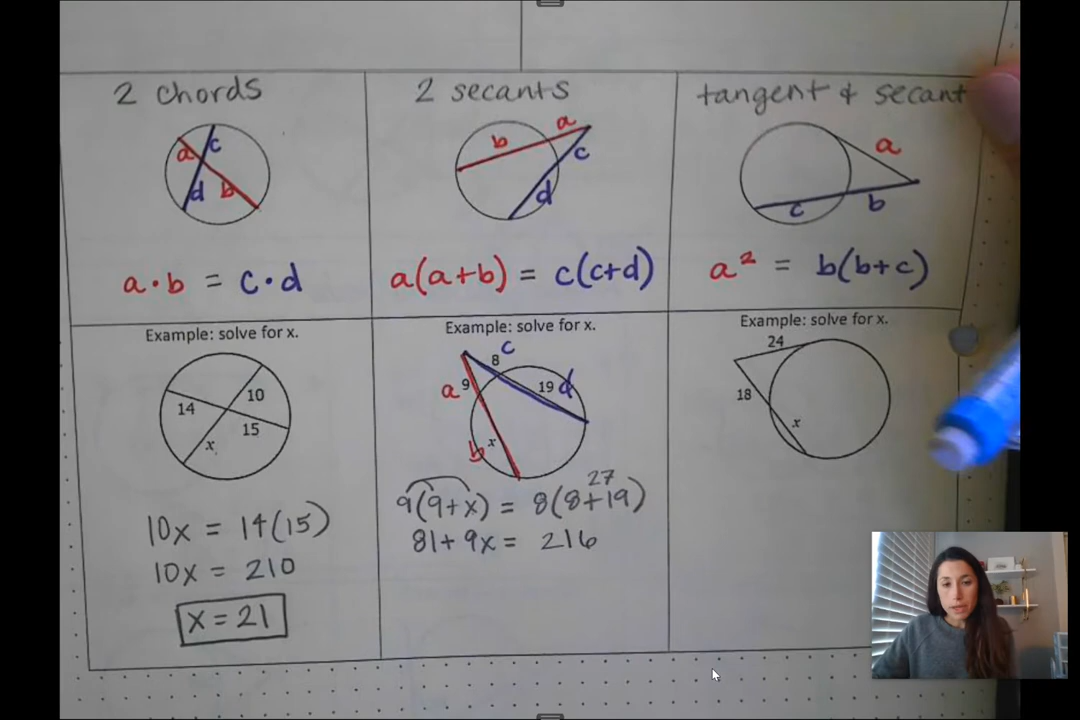 2 chords
a c
d b
a · b = c · d
2 secants
b a
c
d
a(a+b) = c(c+d)
tangent & secant
a
c b
a² = b(b+c)
Example: solve for x.
14 10
15
x
10x = 14(15)
10x = 210
x = 21
Example: solve for x.
c
8
a 9 19 d
b x
27
9(9+x) = 8(8+19)
81 + 9x = 216
Example: solve for x.
24
18
x